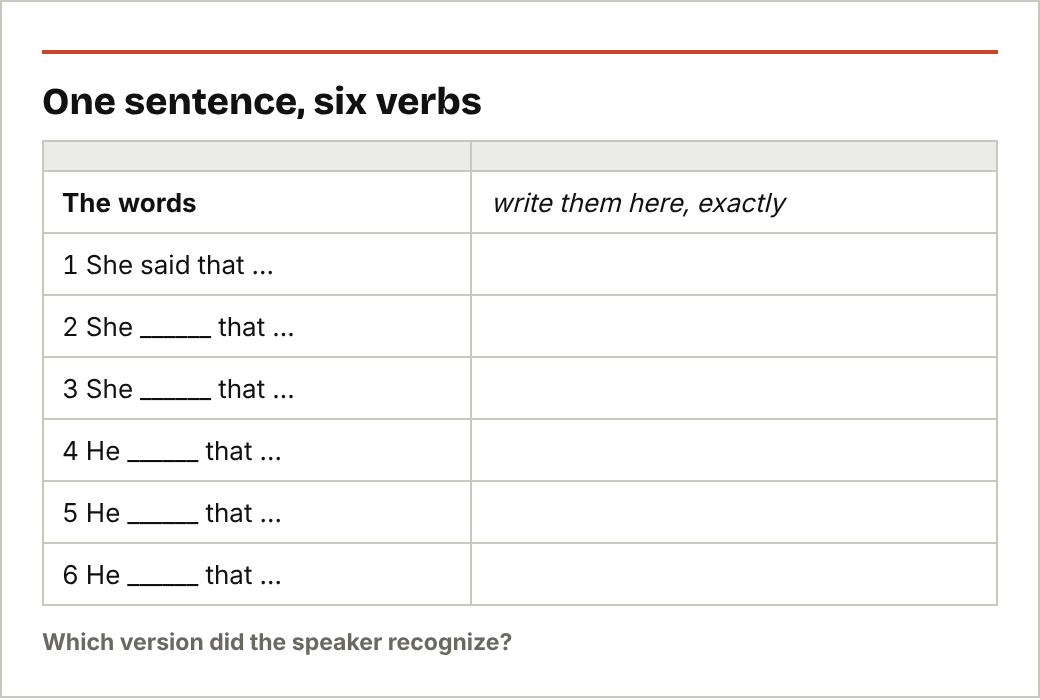 One sentence, six verbs
The words
write them here, exactly
1 She said that ...
2 She ______ that ...
3 She ______ that ...
4 He ______ that ...
5 He ______ that ...
6 He ______ that ...
Which version did the speaker recognize?